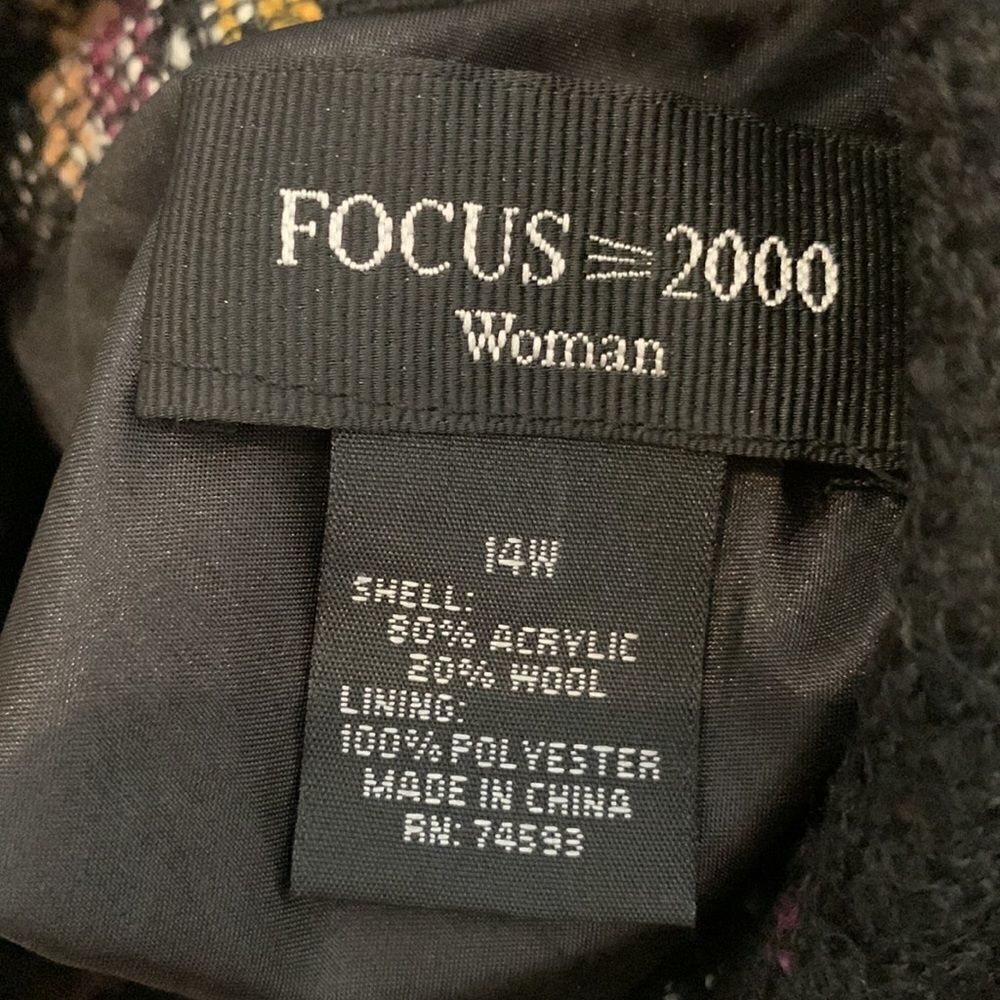 FOCUS ⪖ 2000
Woman
14W
SHELL:
80% ACRYLIC
20% WOOL
LINING:
100% POLYESTER
MADE IN CHINA
RN: 74593